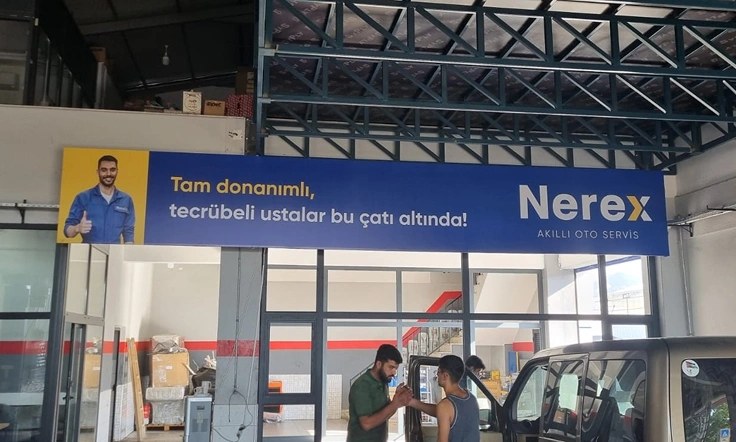 Tam donanımlı,
tecrübeli ustalar bu çatı altında!
Nerex
AKILLI OTO SERVİS